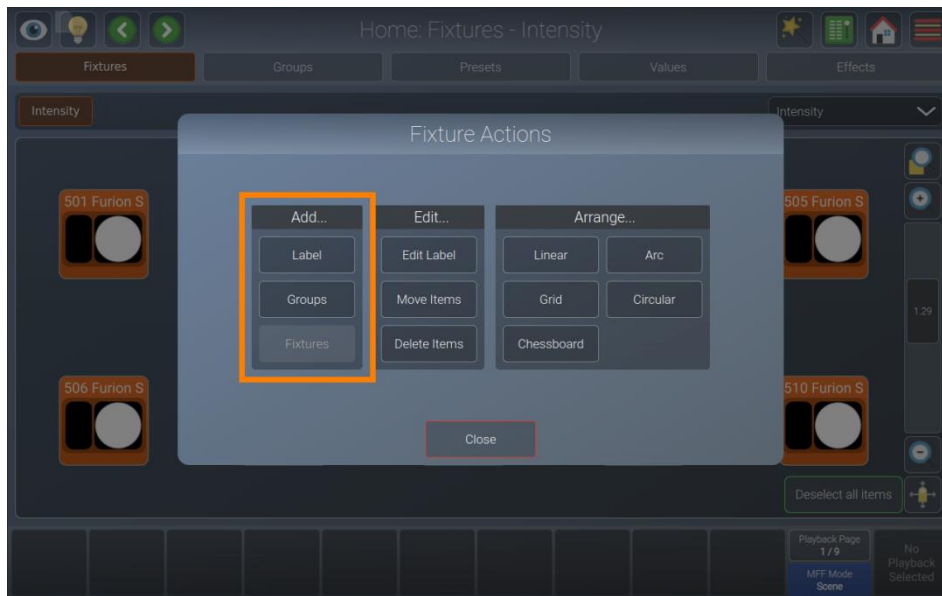 Home: Fixtures - Intensity
Fixtures
Groups
Presets
Values
Effects
Intensity
Intensity
Fixture Actions
501 Furion S
505 Furion S
Add...
Edit...
Arrange...
Label
Edit Label
Linear
Arc
Groups
Move Items
Grid
Circular
1.29
Fixtures
Delete Items
Chessboard
506 Furion S
510 Furion S
Close
Deselect all items
Playback Page
1 / 9
MFF Mode
Scene
No
Playback
Selected